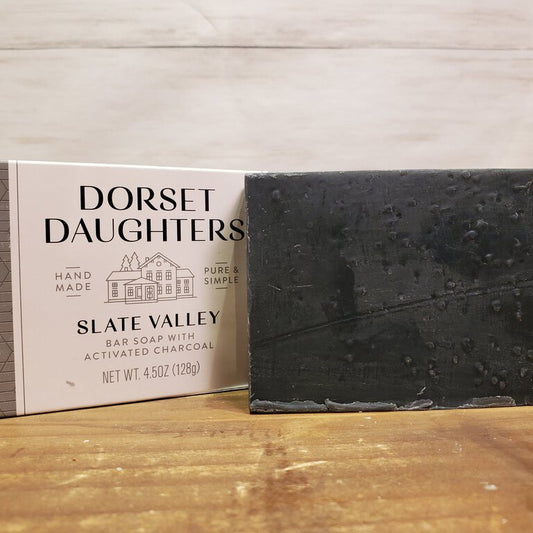 DORSET
DAUGHTERS
HAND
MADE
PURE &
SIMPLE
SLATE VALLEY
BAR SOAP WITH
ACTIVATED CHARCOAL
NET WT. 4.5OZ (128g)